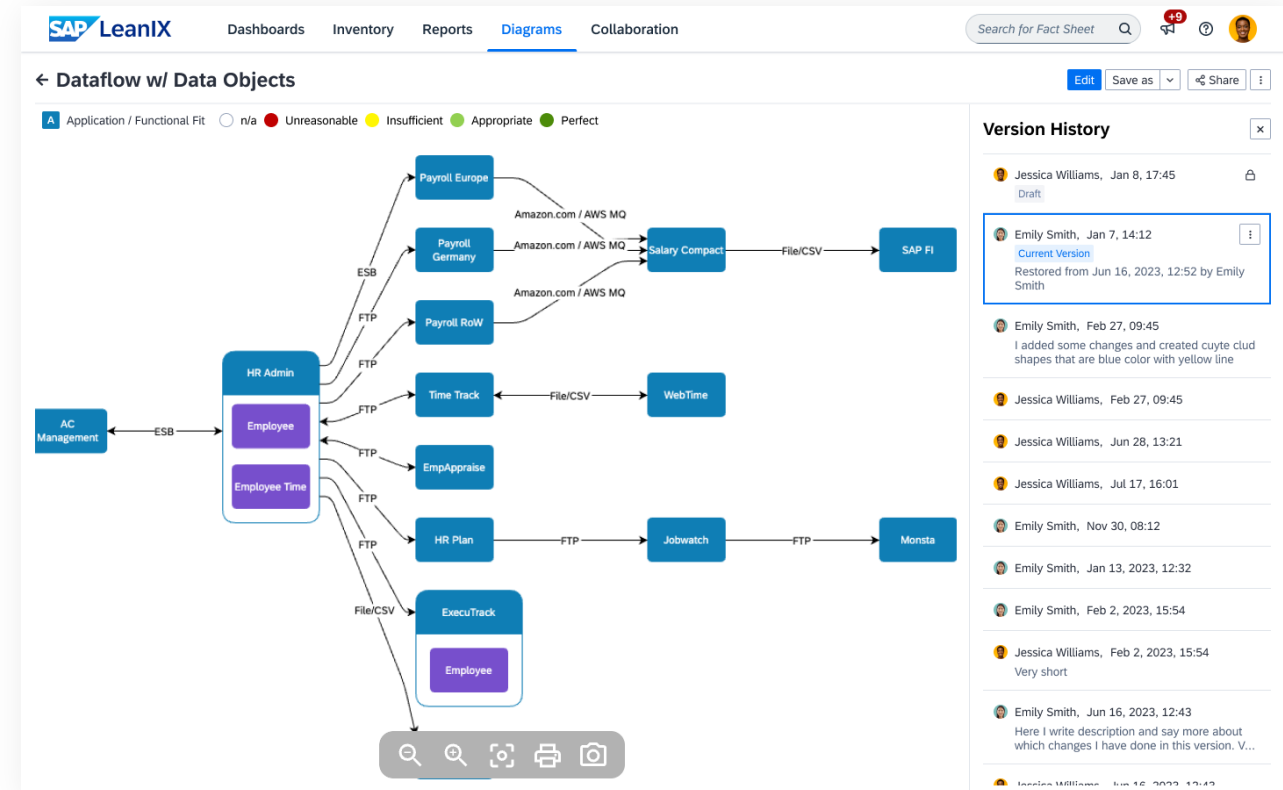 SAP LeanIX
Dashboards
Inventory
Reports
Diagrams
Collaboration
Search for Fact Sheet
+9
Dataflow w/ Data Objects
Edit
Save as
Share
A Application / Functional Fit
n/a
Unreasonable
Insufficient
Appropriate
Perfect
Payroll Europe
Amazon.com / AWS MQ
Payroll
Germany
Amazon.com / AWS MQ
Salary Compact
File/CSV
SAP FI
ESB
Amazon.com / AWS MQ
FTP
Payroll RoW
FTP
HR Admin
Time Track
File/CSV
WebTime
FTP
AC
Management
ESB
Employee
FTP
EmpAppraise
Employee Time
FTP
HR Plan
FTP
Jobwatch
FTP
Monsta
FTP
File/CSV
ExecuTrack
Employee
Version History
Jessica Williams, Jan 8, 17:45
Draft
Emily Smith, Jan 7, 14:12
Current Version
Restored from Jun 16, 2023, 12:52 by Emily
Smith
Emily Smith, Feb 27, 09:45
I added some changes and created cuyte clud
shapes that are blue color with yellow line
Jessica Williams, Feb 27, 09:45
Jessica Williams, Jun 28, 13:21
Jessica Williams, Jul 17, 16:01
Emily Smith, Nov 30, 08:12
Emily Smith, Jan 13, 2023, 12:32
Emily Smith, Feb 2, 2023, 15:54
Jessica Williams, Feb 2, 2023, 15:54
Very short
Emily Smith, Jun 16, 2023, 12:43
Here I write description and say more about
which changes I have done in this version. V...
Jessica Williams, Jun 16, 2023, 12:43